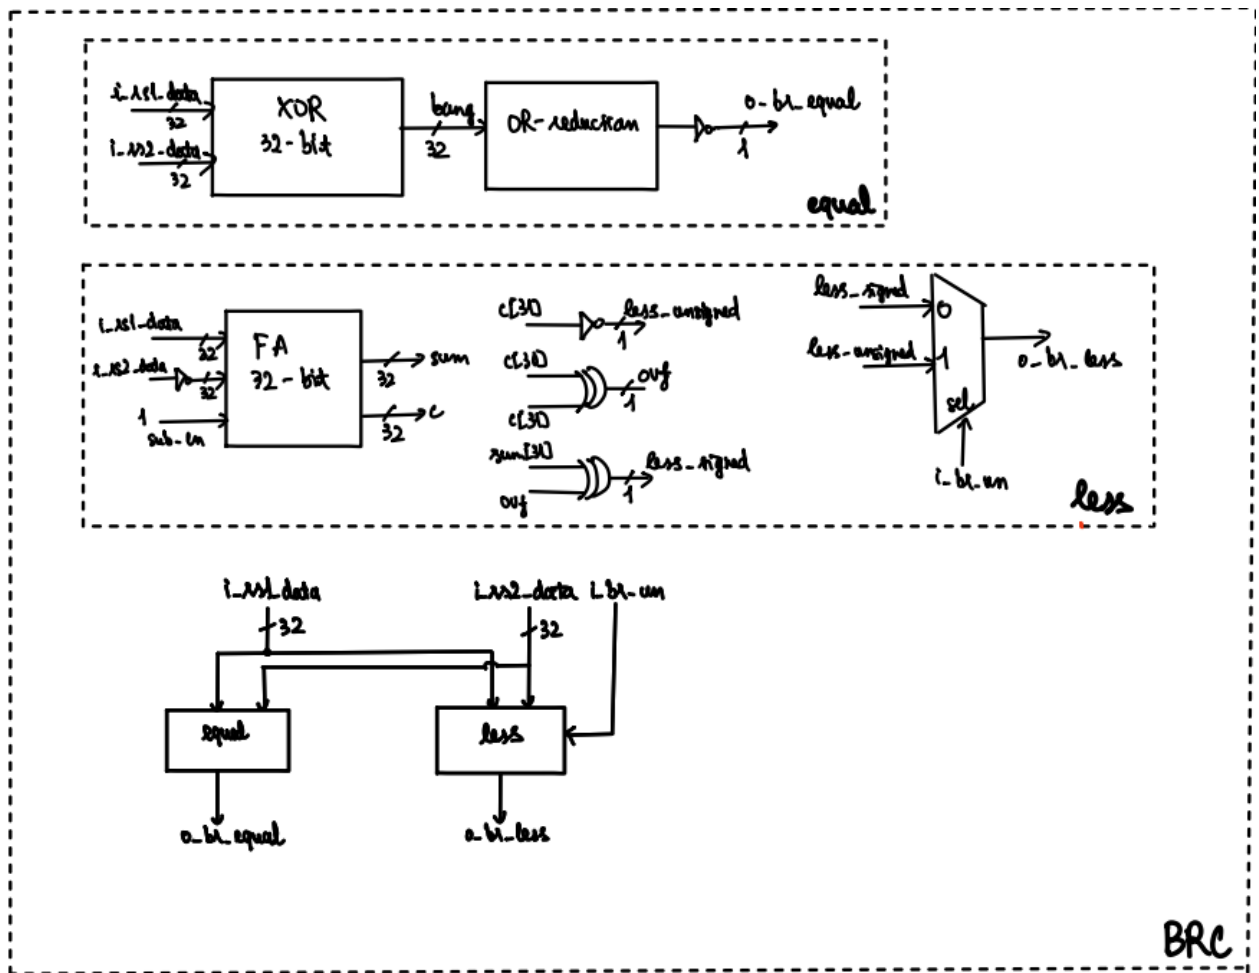 i_rs1_data
32
i_rs2_data
32
XOR
32-bit
bang
32
OR-reduction
o_br_equal
1
equal
i_rs1_data
32
i_rs2_data
32
1
sub_en
FA
32-bit
sum
32
c
32
c[31]
less_unsigned
1
c[30]
c[31]
ovf
1
sum[31]
ovf
less_signed
1
less_signed
0
less_unsigned
1
sel
o_br_less
i_br_un
less
i_rs1_data
32
i_rs2_data
32
i_br_un
equal
less
o_br_equal
o_br_less
BRC